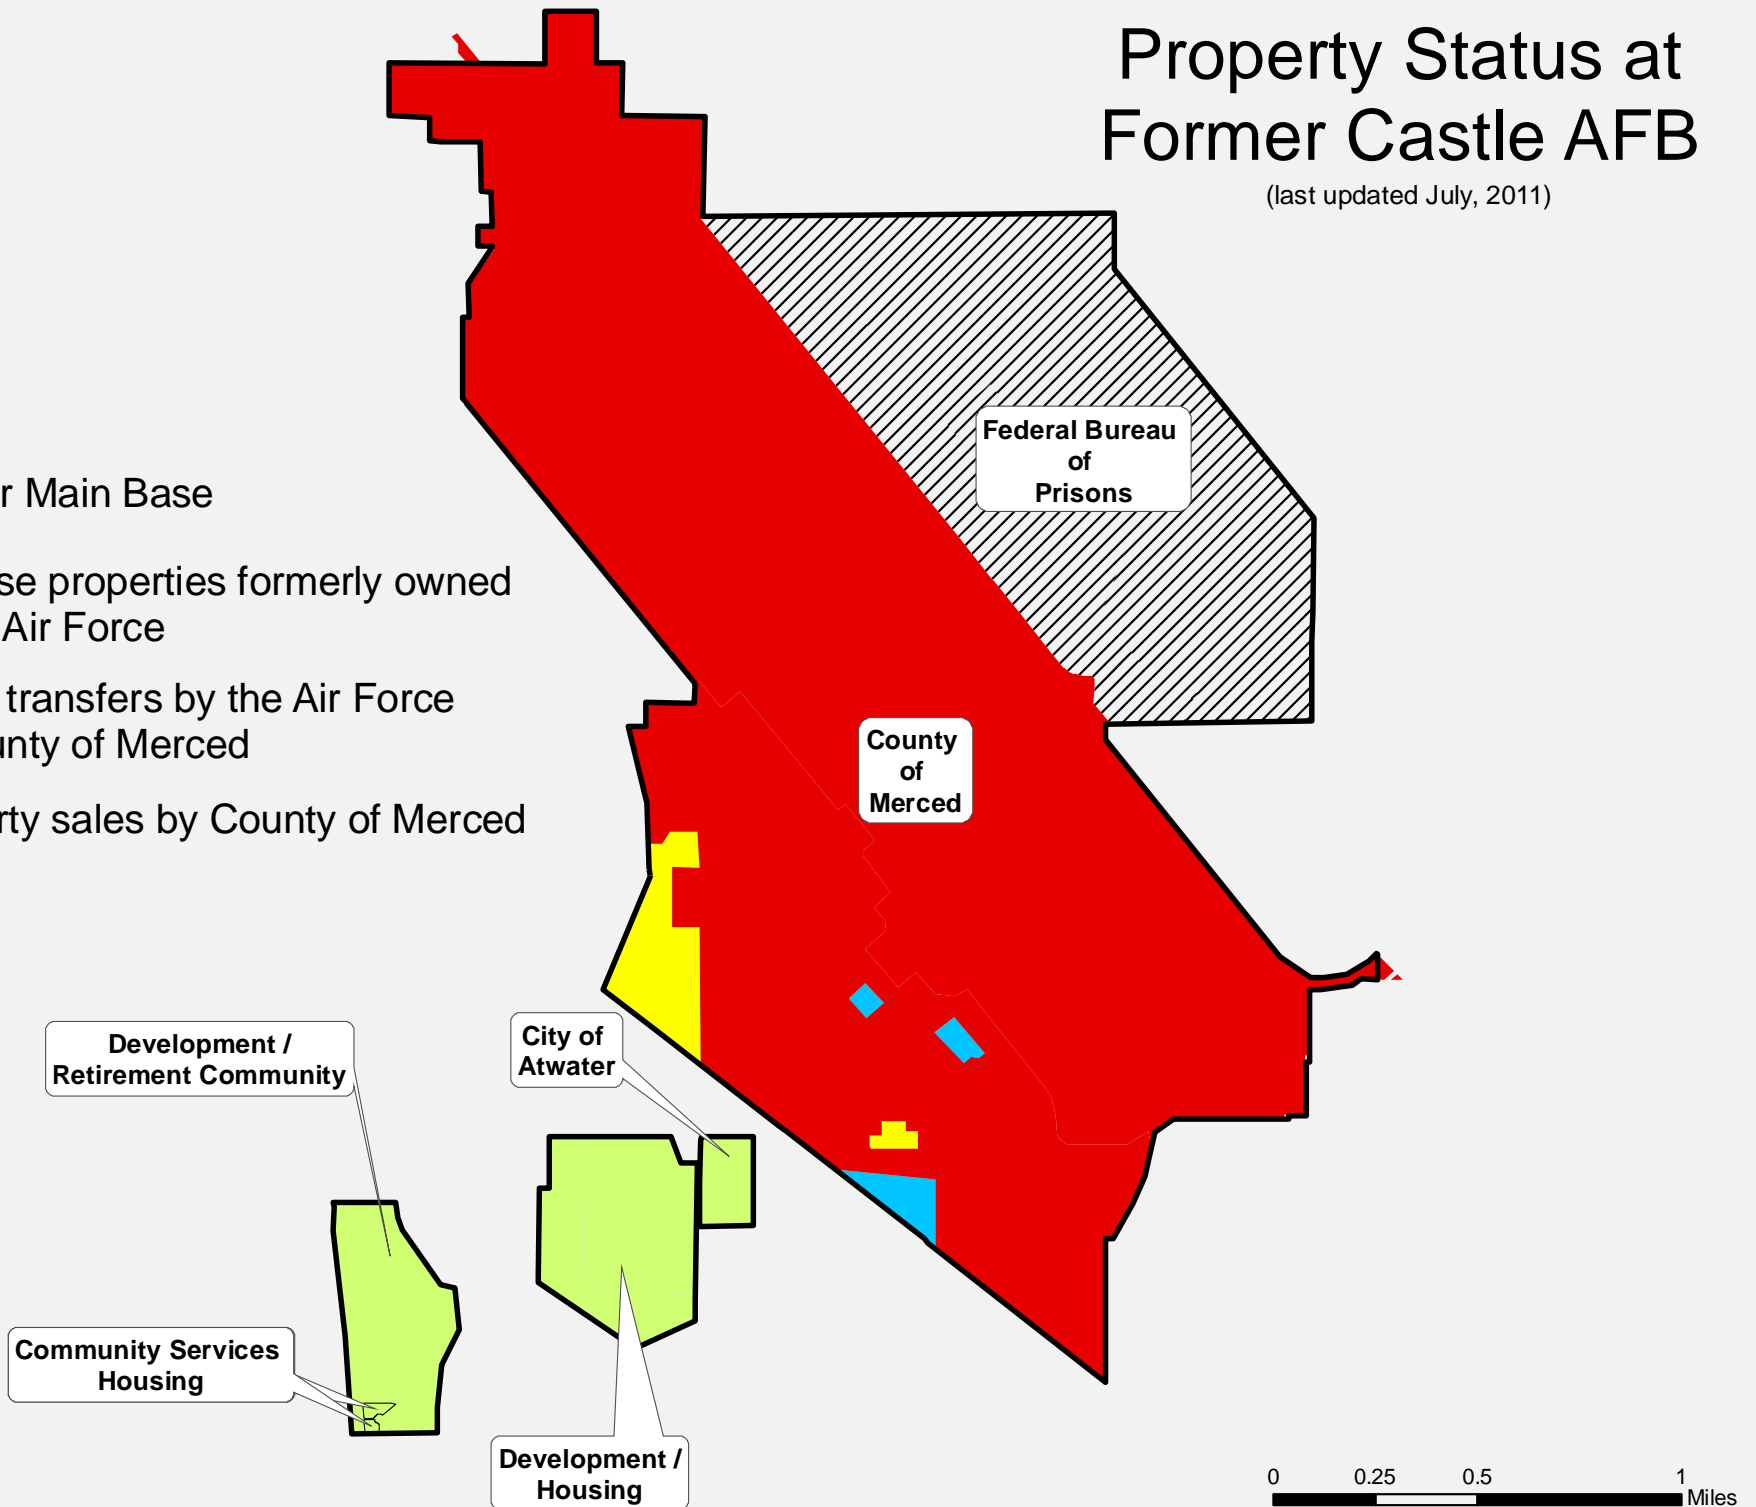 Property Status at
Former Castle AFB
(last updated July, 2011)
Federal Bureau
of
Prisons
r Main Base
se properties formerly owned
Air Force
transfers by the Air Force
unty of Merced
rty sales by County of Merced
County
of
Merced
Development /
Retirement Community
City of
Atwater
Community Services
Housing
Development /
Housing
0 0.25 0.5 1
Miles